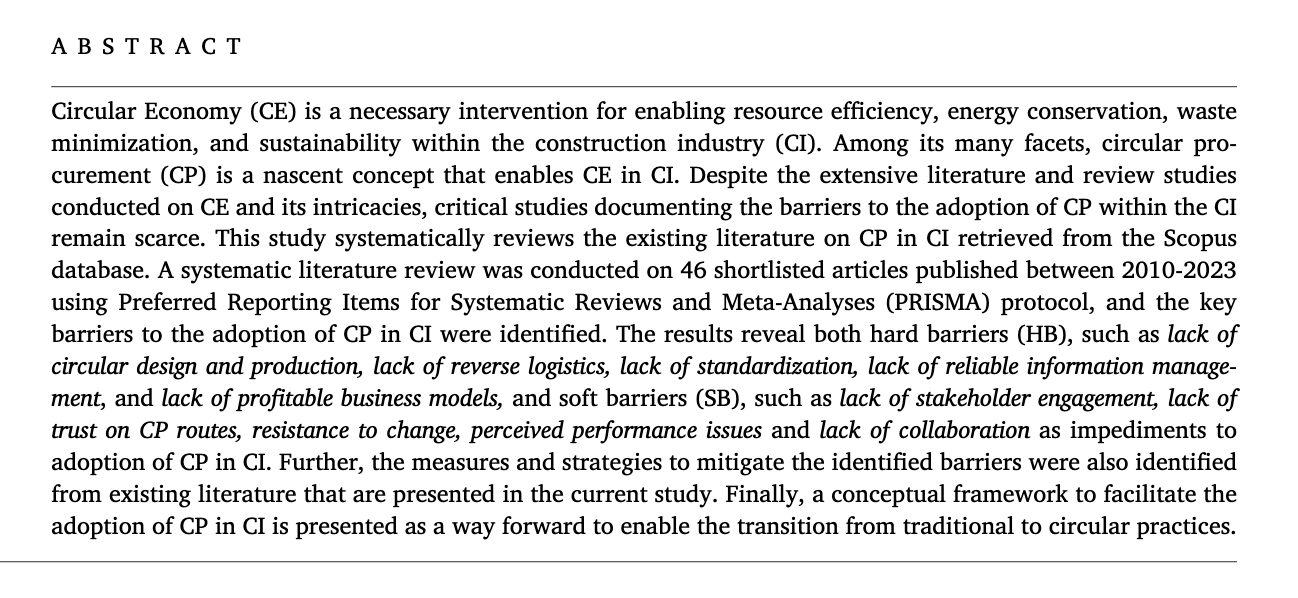 A B S T R A C T
Circular Economy (CE) is a necessary intervention for enabling resource efficiency, energy conservation, waste
minimization, and sustainability within the construction industry (CI). Among its many facets, circular pro-
curement (CP) is a nascent concept that enables CE in CI. Despite the extensive literature and review studies
conducted on CE and its intricacies, critical studies documenting the barriers to the adoption of CP within the CI
remain scarce. This study systematically reviews the existing literature on CP in CI retrieved from the Scopus
database. A systematic literature review was conducted on 46 shortlisted articles published between 2010-2023
using Preferred Reporting Items for Systematic Reviews and Meta-Analyses (PRISMA) protocol, and the key
barriers to the adoption of CP in CI were identified. The results reveal both hard barriers (HB), such as lack of
circular design and production, lack of reverse logistics, lack of standardization, lack of reliable information manage-
ment, and lack of profitable business models, and soft barriers (SB), such as lack of stakeholder engagement, lack of
trust on CP routes, resistance to change, perceived performance issues and lack of collaboration as impediments to
adoption of CP in CI. Further, the measures and strategies to mitigate the identified barriers were also identified
from existing literature that are presented in the current study. Finally, a conceptual framework to facilitate the
adoption of CP in CI is presented as a way forward to enable the transition from traditional to circular practices.